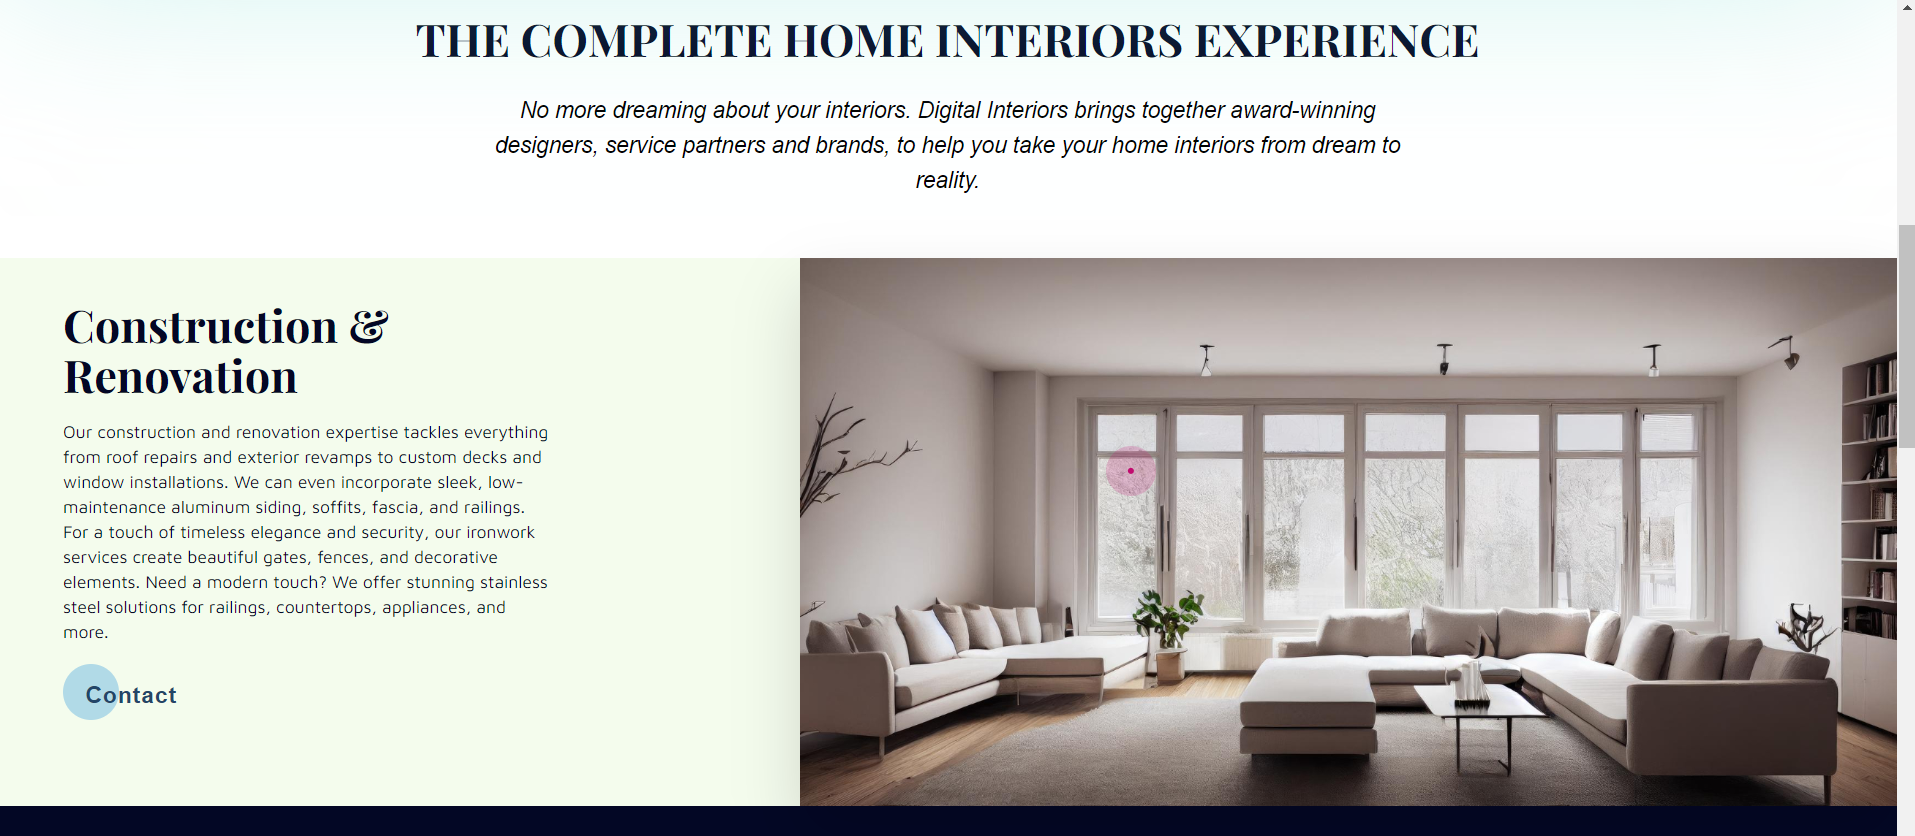 THE COMPLETE HOME INTERIORS EXPERIENCE
No more dreaming about your interiors. Digital Interiors brings together award-winning
designers, service partners and brands, to help you take your home interiors from dream to
reality.
Construction &
Renovation
Our construction and renovation expertise tackles everything
from roof repairs and exterior revamps to custom decks and
window installations. We can even incorporate sleek, low-
maintenance aluminum siding, soffits, fascia, and railings.
For a touch of timeless elegance and security, our ironwork
services create beautiful gates, fences, and decorative
elements. Need a modern touch? We offer stunning stainless
steel solutions for railings, countertops, appliances, and
more.
Contact